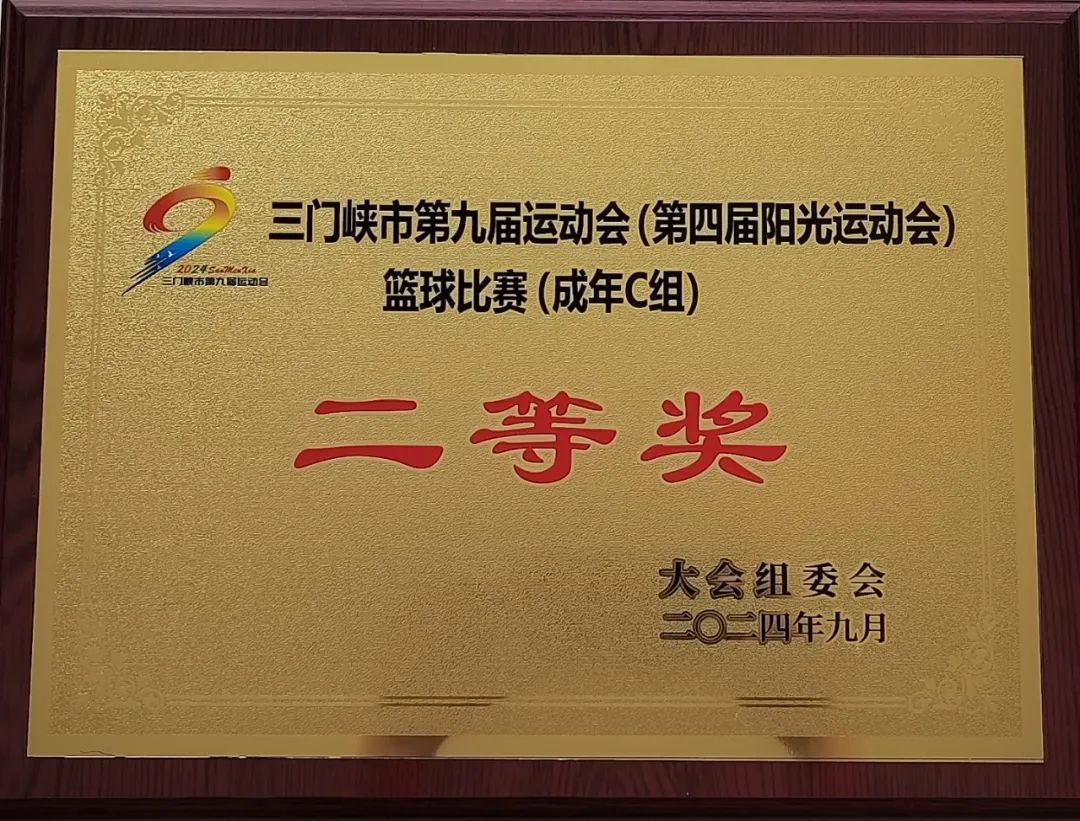 三门峡市第九届运动会(第四届阳光运动会)
篮球比赛(成年C组)
2024SanMenXia
三门峡市第九届运动会
二等奖
大会组委会
二〇二四年九月